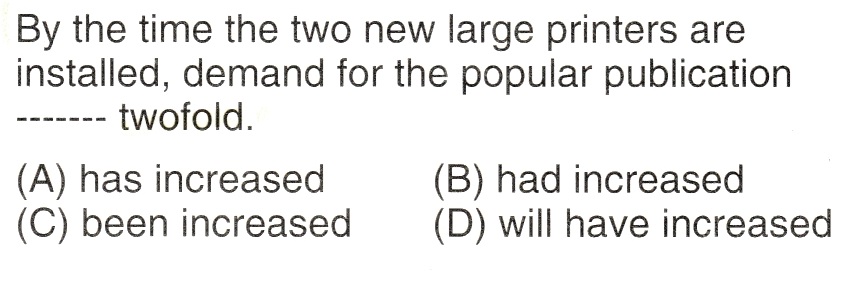 By the time the two new large printers are
installed, demand for the popular publication
------- twofold.
(A) has increased (B) had increased
(C) been increased (D) will have increased